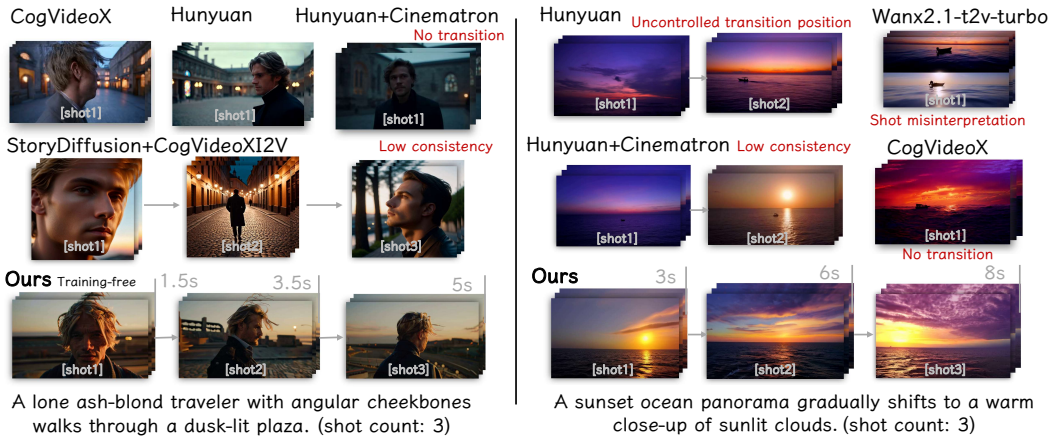 CogVideoX
Hunyuan
Hunyuan+Cinematron
No transition
[shot1]
[shot1]
[shot1]
StoryDiffusion+CogVideoXI2V
Low consistency
[shot1]
[shot2]
[shot3]
Ours Training-free
1.5s
3.5s
5s
[shot1]
[shot2]
[shot3]
A lone ash-blond traveler with angular cheekbones
walks through a dusk-lit plaza. (shot count: 3)
Hunyuan
Uncontrolled transition position
Wanx2.1-t2v-turbo
[shot1]
[shot2]
[shot1]
Shot misinterpretation
Hunyuan+Cinematron
Low consistency
CogVideoX
[shot1]
[shot2]
[shot1]
No transition
Ours
3s
6s
8s
[shot1]
[shot2]
[shot3]
A sunset ocean panorama gradually shifts to a warm
close-up of sunlit clouds. (shot count: 3)